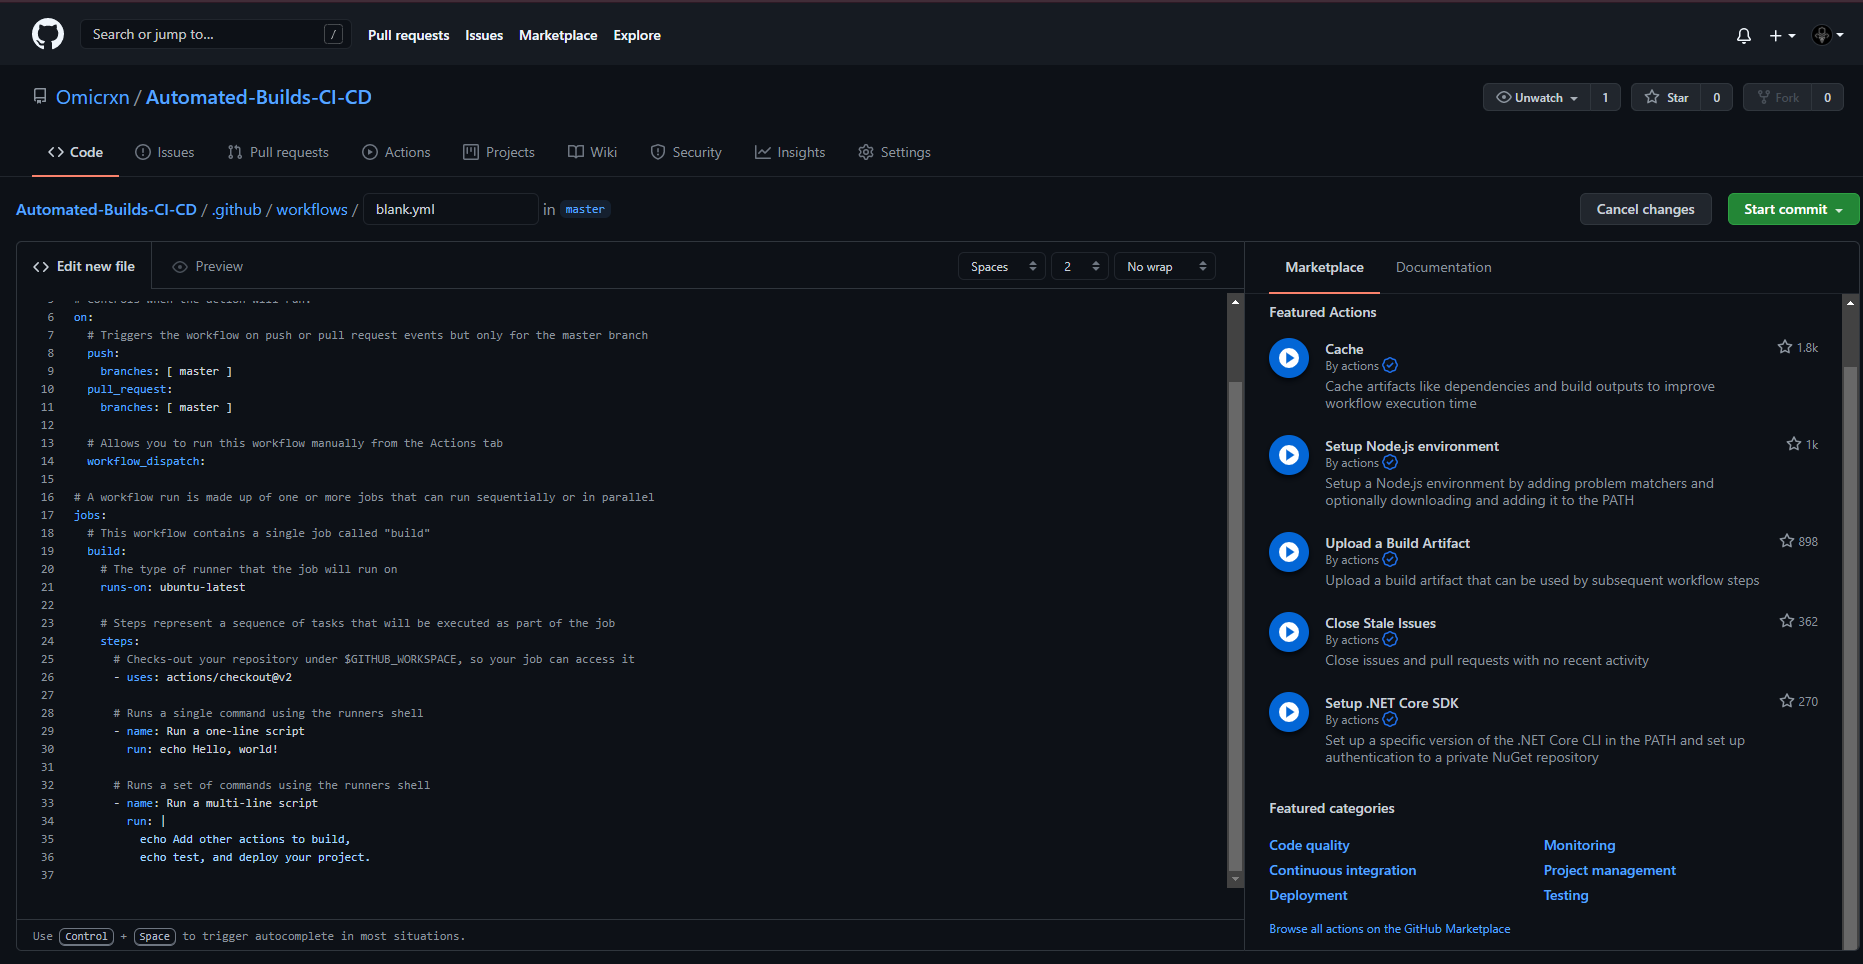 Search or jump to... /
Pull requests Issues Marketplace Explore
Omicrxn / Automated-Builds-CI-CD
Unwatch 1 Star 0 Fork 0
Code Issues Pull requests Actions Projects Wiki Security Insights Settings
Automated-Builds-CI-CD / .github / workflows / blank.yml in master
Cancel changes Start commit
Edit new file Preview
Spaces 2 No wrap
5 # Controls when the action will run.
6 on:
7 # Triggers the workflow on push or pull request events but only for the master branch
8 push:
9 branches: [ master ]
10 pull_request:
11 branches: [ master ]
12
13 # Allows you to run this workflow manually from the Actions tab
14 workflow_dispatch:
15
16 # A workflow run is made up of one or more jobs that can run sequentially or in parallel
17 jobs:
18 # This workflow contains a single job called "build"
19 build:
20 # The type of runner that the job will run on
21 runs-on: ubuntu-latest
22
23 # Steps represent a sequence of tasks that will be executed as part of the job
24 steps:
25 # Checks-out your repository under $GITHUB_WORKSPACE, so your job can access it
26 - uses: actions/checkout@v2
27
28 # Runs a single command using the runners shell
29 - name: Run a one-line script
30 run: echo Hello, world!
31
32 # Runs a set of commands using the runners shell
33 - name: Run a multi-line script
34 run: |
35 echo Add other actions to build,
36 echo test, and deploy your project.
37
Use Control + Space to trigger autocomplete in most situations.
Marketplace Documentation
Featured Actions
Cache 1.8k
By actions
Cache artifacts like dependencies and build outputs to improve
workflow execution time
Setup Node.js environment 1k
By actions
Setup a Node.js environment by adding problem matchers and
optionally downloading and adding it to the PATH
Upload a Build Artifact 898
By actions
Upload a build artifact that can be used by subsequent workflow steps
Close Stale Issues 362
By actions
Close issues and pull requests with no recent activity
Setup .NET Core SDK 270
By actions
Set up a specific version of the .NET Core CLI in the PATH and set up
authentication to a private NuGet repository
Featured categories
Code quality Monitoring
Continuous integration Project management
Deployment Testing
Browse all actions on the GitHub Marketplace